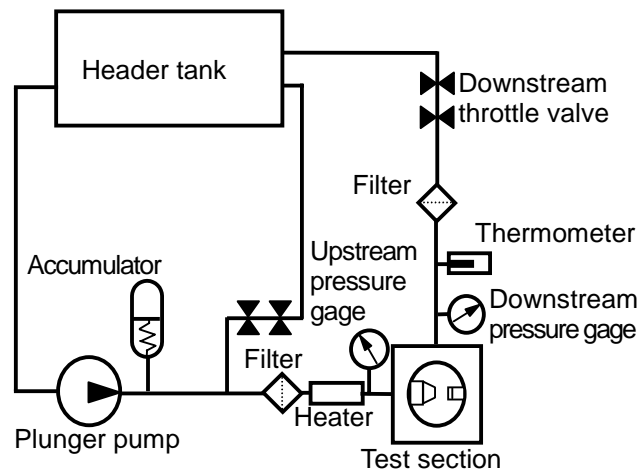 Header tank
Downstream
throttle valve
Filter
Thermometer
Accumulator
Upstream
pressure
gage
Downstream
pressure gage
Filter
Heater
Plunger pump
Test section